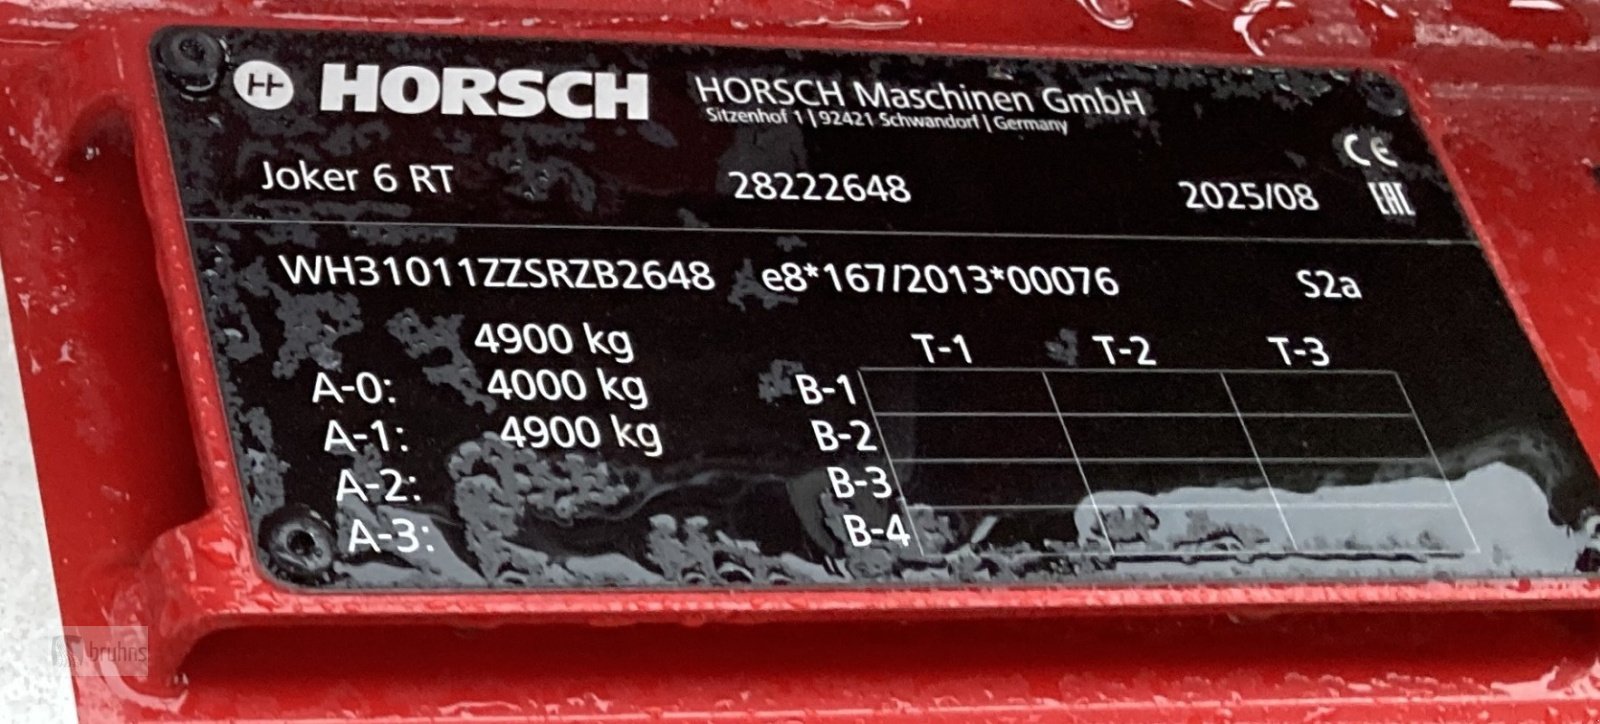 HORSCH HORSCH Maschinen GmbH
Sitzenhof 1 | 92421 Schwandorf | Germany
CE
Joker 6 RT 28222648 2025/08 EAC
WH31011ZZSRZB2648 e8*167/2013*00076 S2a
4900 kg T-1 T-2 T-3
A-0: 4000 kg B-1
A-1: 4900 kg B-2
A-2: B-3
A-3: B-4
bruhns